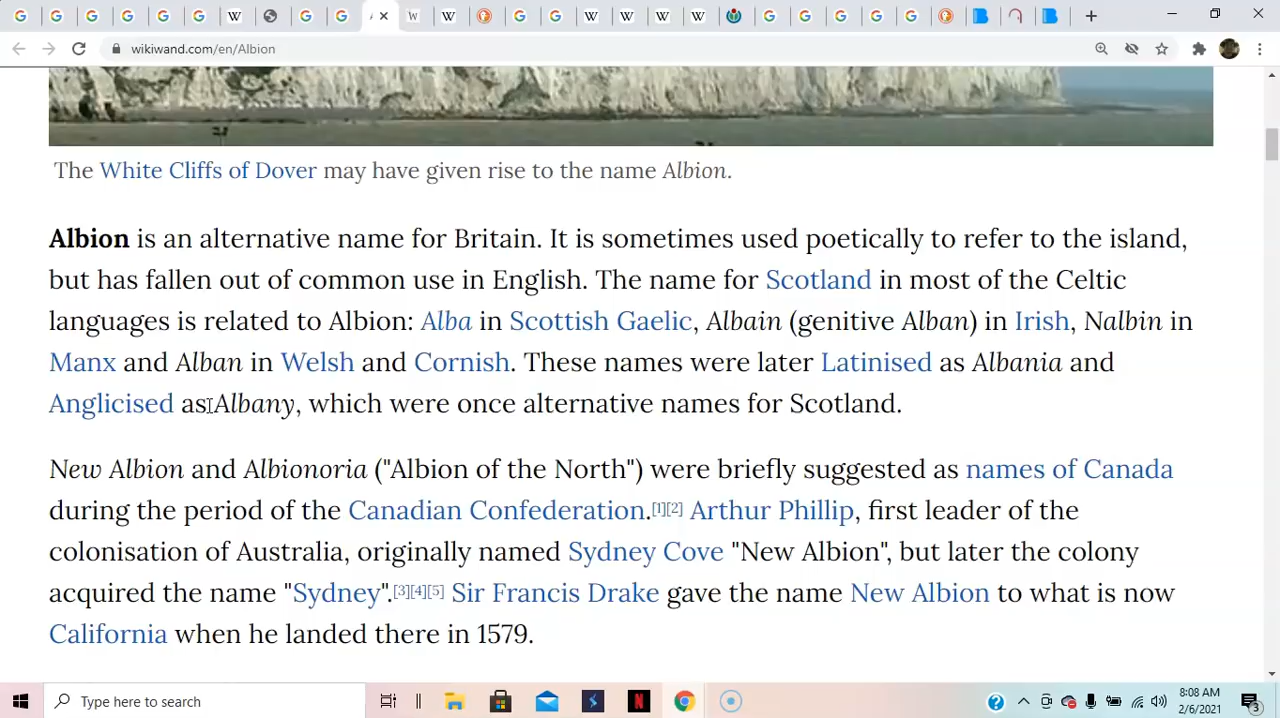 wikiwand.com/en/Albion
The White Cliffs of Dover may have given rise to the name Albion.
Albion is an alternative name for Britain. It is sometimes used poetically to refer to the island,
but has fallen out of common use in English. The name for Scotland in most of the Celtic
languages is related to Albion: Alba in Scottish Gaelic, Albain (genitive Alban) in Irish, Nalbin in
Manx and Alban in Welsh and Cornish. These names were later Latinised as Albania and
Anglicised as Albany, which were once alternative names for Scotland.
New Albion and Albionoria ("Albion of the North") were briefly suggested as names of Canada
during the period of the Canadian Confederation.[1][2] Arthur Phillip, first leader of the
colonisation of Australia, originally named Sydney Cove "New Albion", but later the colony
acquired the name "Sydney".[3][4][5] Sir Francis Drake gave the name New Albion to what is now
California when he landed there in 1579.
Type here to search
8:08 AM
2/6/2021
3